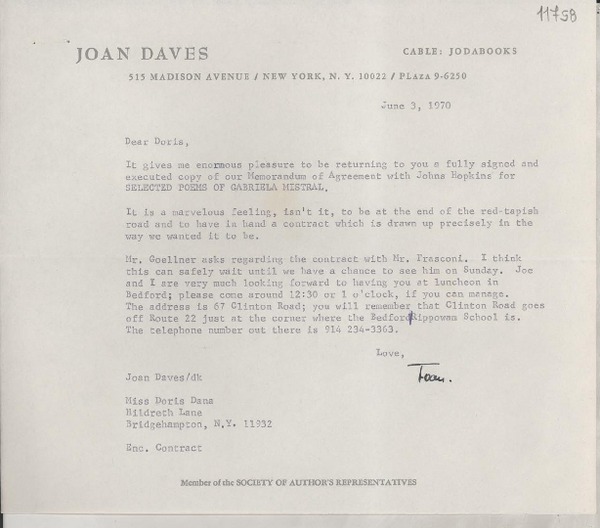 11758
JOAN DAVES
CABLE: JODABOOKS
515 MADISON AVENUE / NEW YORK, N. Y. 10022 / PLAZA 9-6250
June 3, 1970
Dear Doris,
It gives me enormous pleasure to be returning to you a fully signed and
executed copy of our Memorandum of Agreement with Johns Hopkins for
SELECTED POEMS OF GABRIELA MISTRAL.
It is a marvelous feeling, isn't it, to be at the end of the red-tapish
road and to have in hand a contract which is drawn up precisely in the
way we wanted it to be.
Mr. Goellner asks regarding the contract with Mr. Frasconi. I think
this can safely wait until we have a chance to see him on Sunday. Joe
and I are very much looking forward to having you at luncheon in
Bedford; please come around 12:30 or 1 o'clock, if you can manage.
The address is 67 Clinton Road; you will remember that Clinton Road goes
off Route 22 just at the corner where the Bedford Rippowam School is.
The telephone number out there is 914 234-3363.
Love,
Joan.
Joan Daves/dk
Miss Doris Dana
Hildreth Lane
Bridgehampton, N.Y. 11932
Enc. Contract
Member of the SOCIETY OF AUTHOR'S REPRESENTATIVES